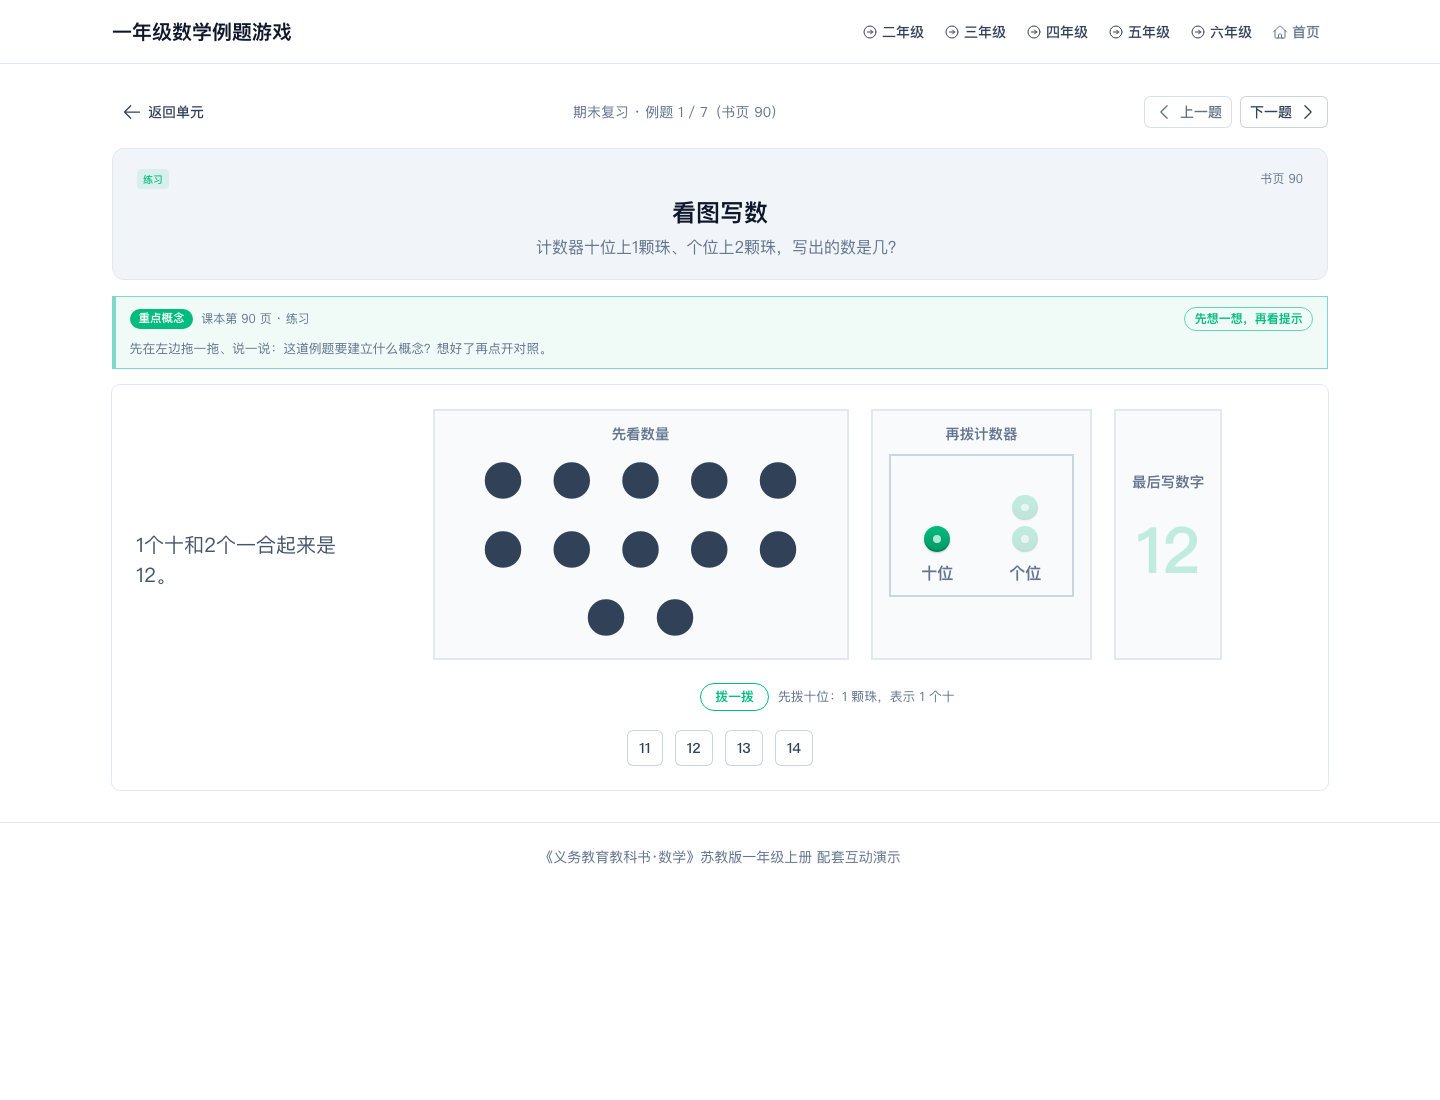 一年级数学例题游戏
二年级 三年级 四年级 五年级 六年级 首页
返回单元
期末复习 · 例题 1 / 7（书页 90）
上一题 下一题
练习
书页 90
看图写数
计数器十位上1颗珠、个位上2颗珠，写出的数是几？
重点概念 课本第 90 页 · 练习
先想一想，再看提示
先在左边拖一拖、说一说：这道例题要建立什么概念？想好了再点开对照。
1个十和2个一合起来是
12。
先看数量
再拨计数器
十位 个位
最后写数字
12
拨一拨 先拨十位：1 颗珠，表示 1 个十
11 12 13 14
《义务教育教科书·数学》苏教版一年级上册 配套互动演示